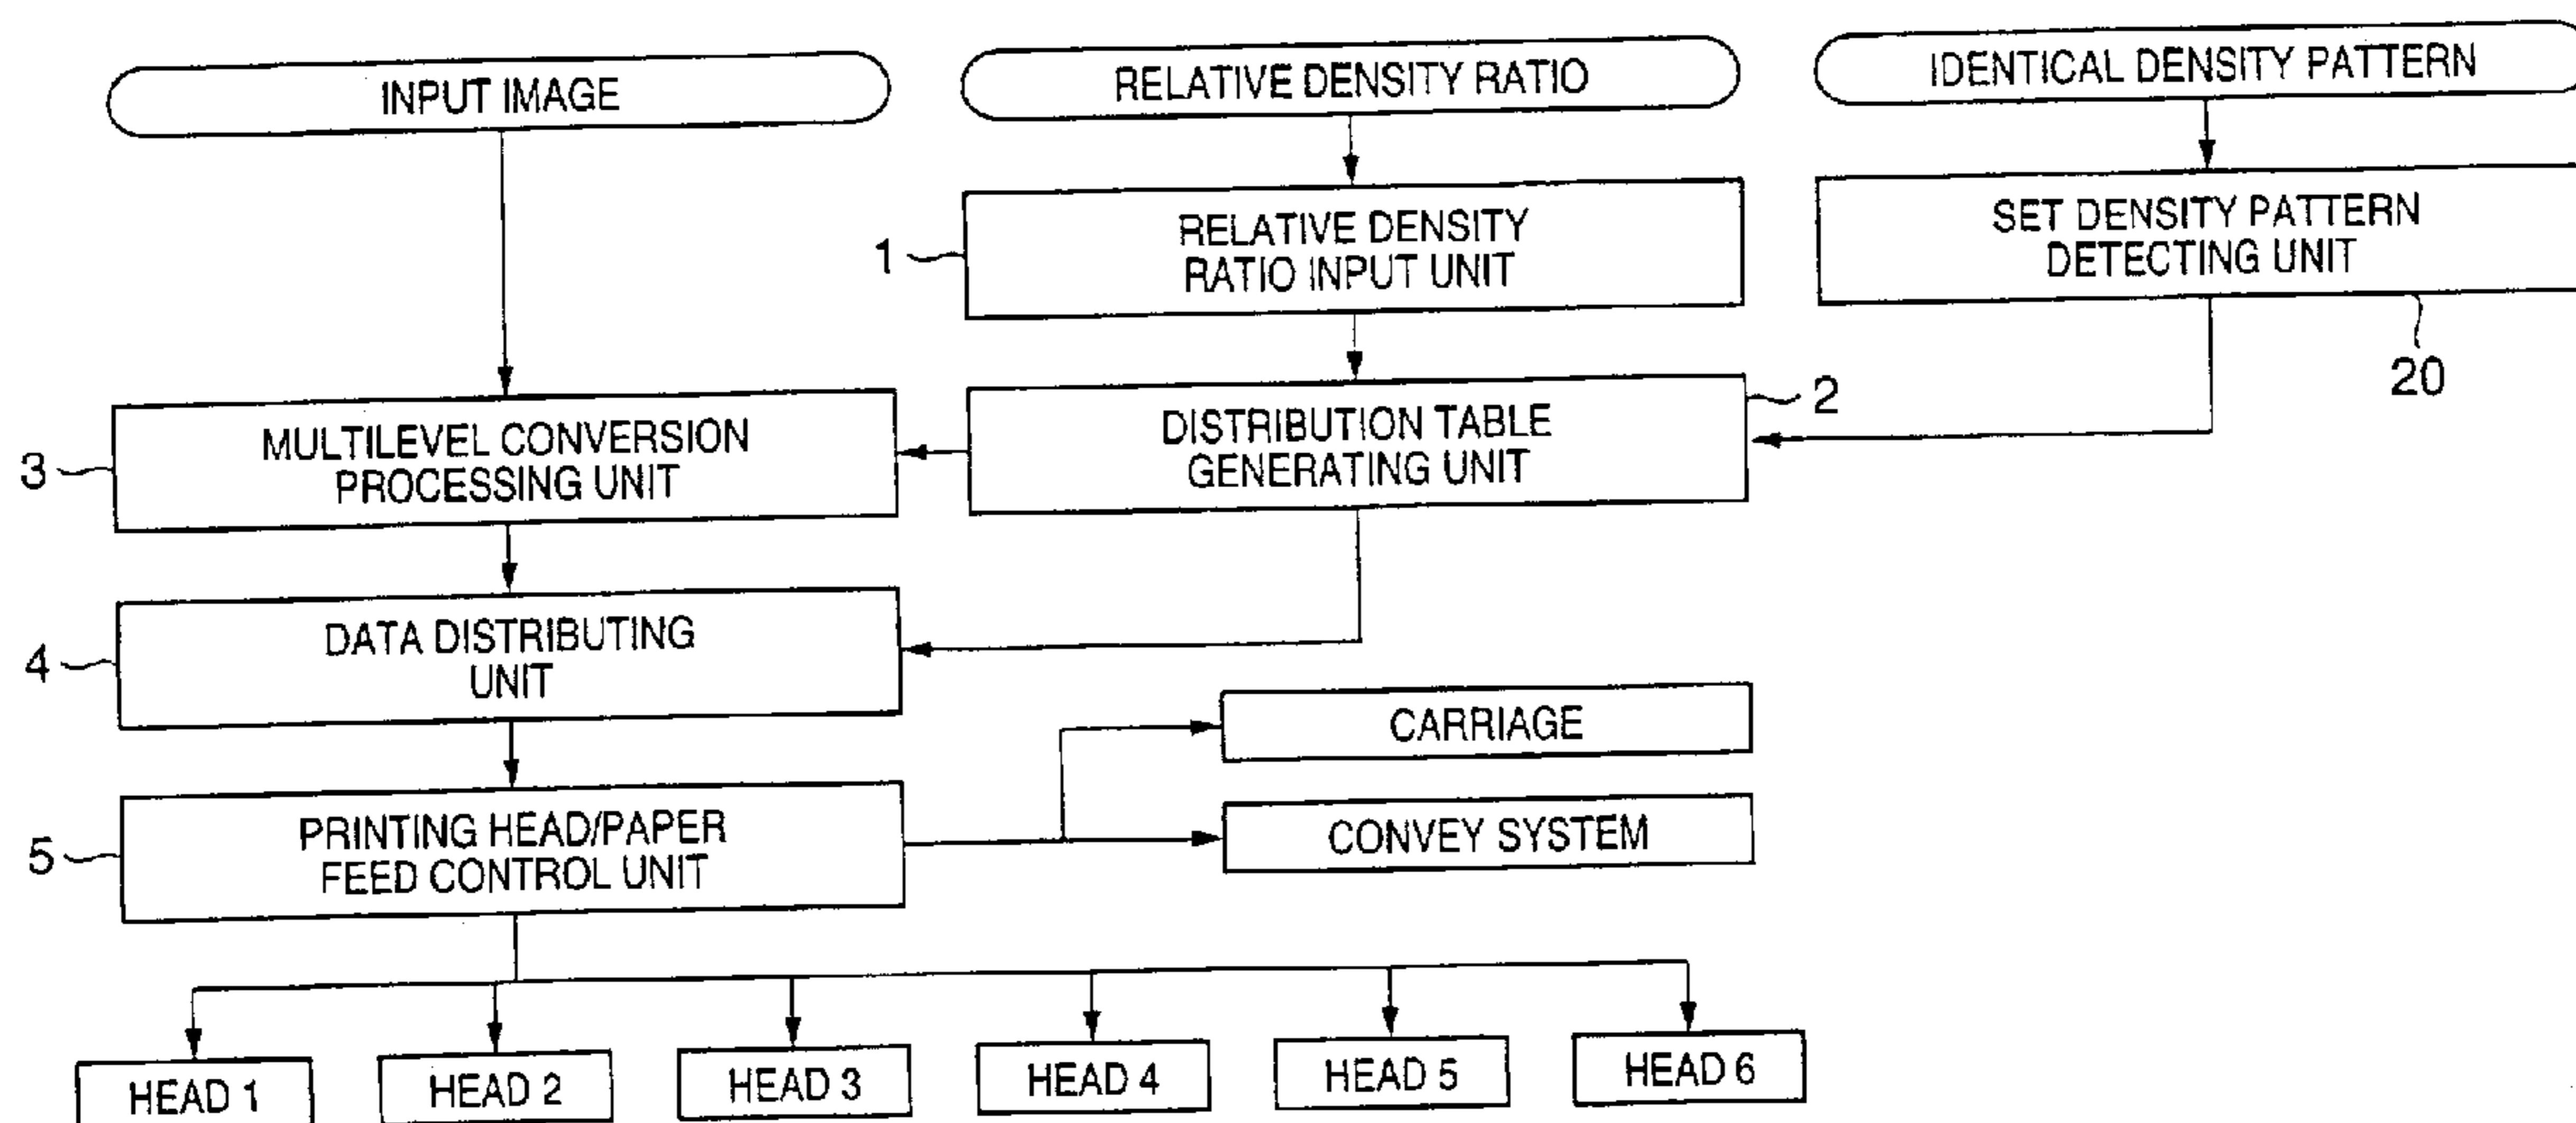 INPUT IMAGE
RELATIVE DENSITY RATIO
IDENTICAL DENSITY PATTERN
1
RELATIVE DENSITY
RATIO INPUT UNIT
SET DENSITY PATTERN
DETECTING UNIT
20
3
MULTILEVEL CONVERSION
PROCESSING UNIT
DISTRIBUTION TABLE
GENERATING UNIT
2
4
DATA DISTRIBUTING
UNIT
CARRIAGE
5
PRINTING HEAD/PAPER
FEED CONTROL UNIT
CONVEY SYSTEM
HEAD 1
HEAD 2
HEAD 3
HEAD 4
HEAD 5
HEAD 6